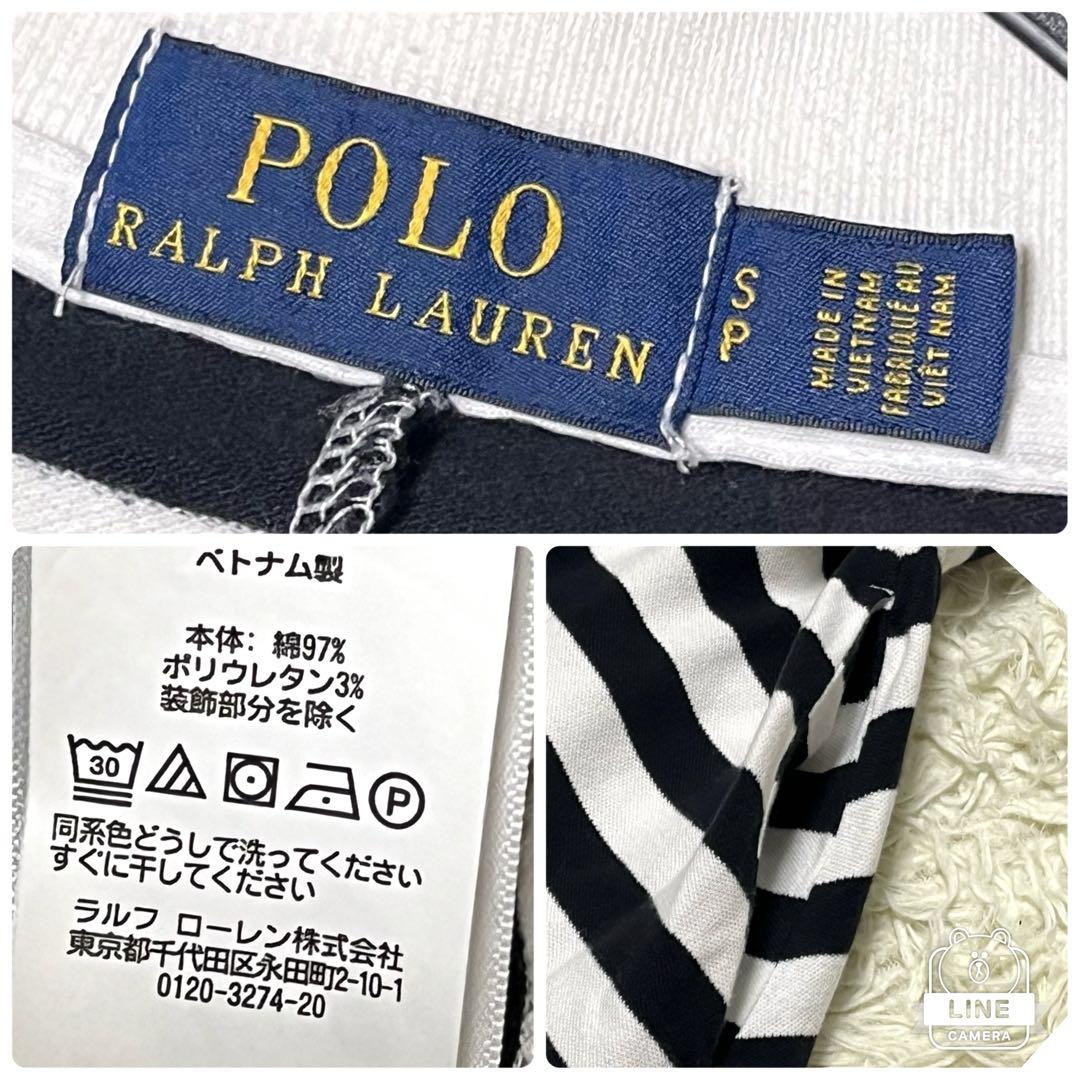 POLO
RALPH LAUREN
S
P
MADE IN
VIETNAM
FABRIQUÉ AU
VIÊT NAM
ベトナム製
本体: 綿97%
ポリウレタン3%
装飾部分を除く
30
P
同系色どうしで洗ってください
すぐに干してください
ラルフ ローレン株式会社
東京都千代田区永田町2-10-1
0120-3274-20
LINE
CAMERA